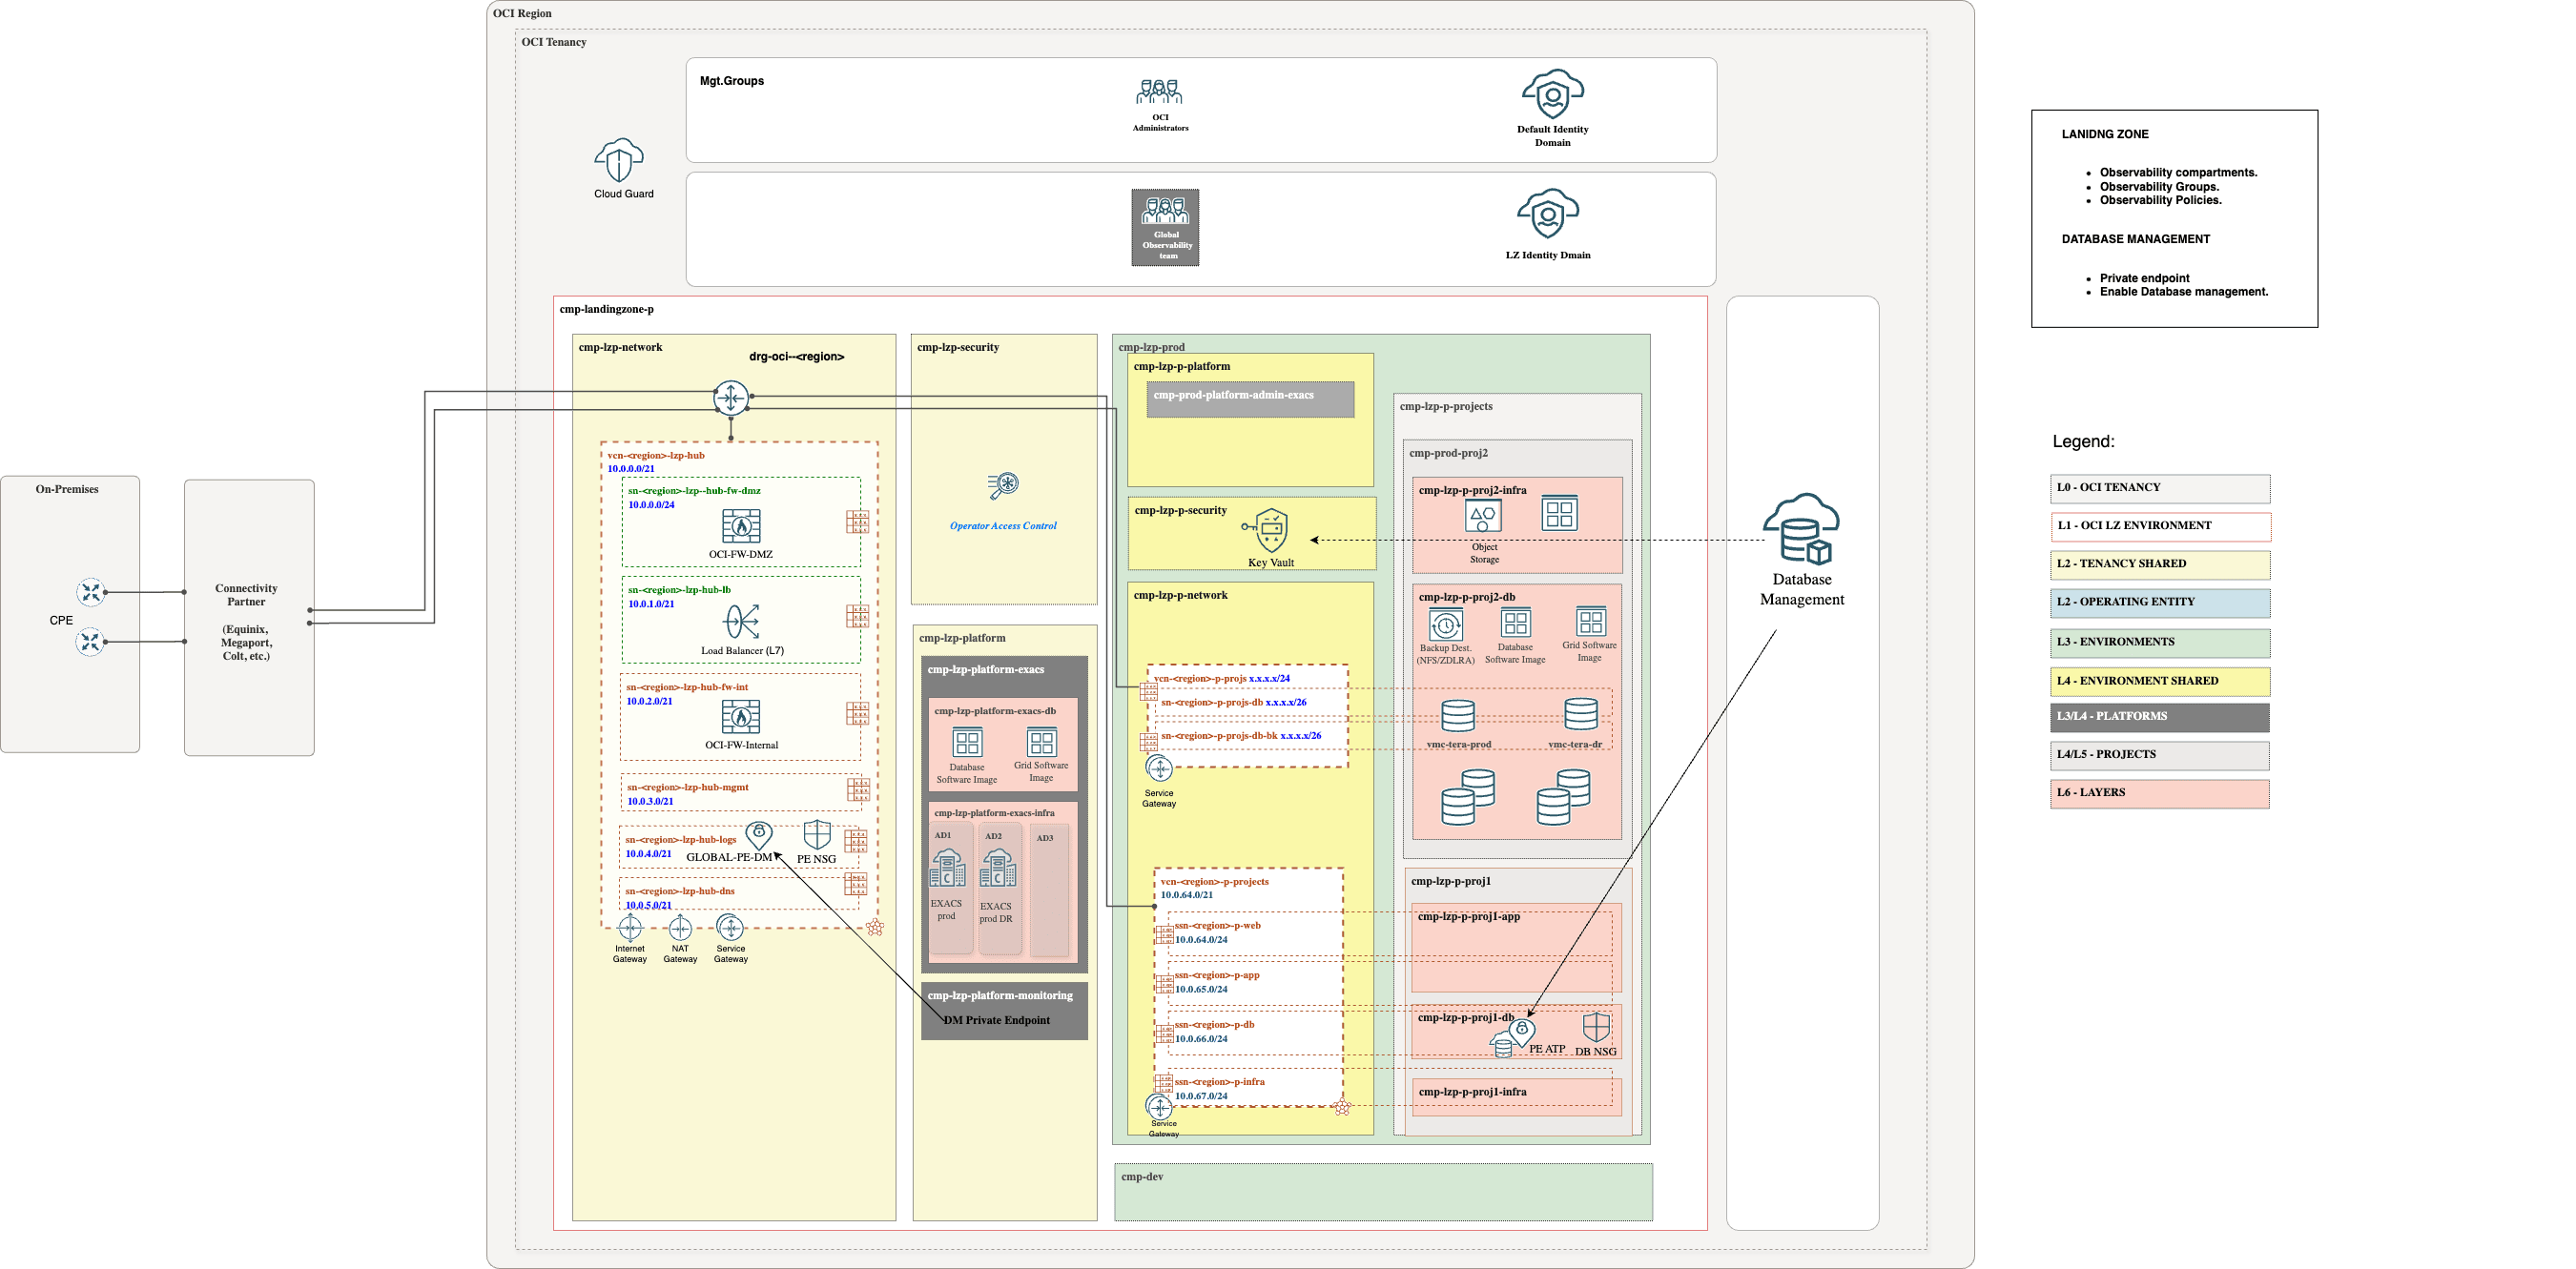 OCI Region
OCI Tenancy
Mgt.Groups
OCI
Administrators
Default Identity
Domain
Cloud Guard
Global
Observability
team
LZ Identity Dmain
LANIDNG ZONE
• Observability compartments.
• Observability Groups.
• Observability Policies.
DATABASE MANAGEMENT
• Private endpoint
• Enable Database management.
cmp-landingzone-p
cmp-lzp-network
drg-oci--<region>
vcn-<region>-lzp-hub
10.0.0.0/21
sn-<region>-lzp--hub-fw-dmz
10.0.0.0/24
OCI-FW-DMZ
sn-<region>-lzp-hub-lb
10.0.1.0/21
Load Balancer (L7)
sn-<region>-lzp-hub-fw-int
10.0.2.0/21
OCI-FW-Internal
sn-<region>-lzp-hub-mgmt
10.0.3.0/21
sn-<region>-lzp-hub-logs
10.0.4.0/21
GLOBAL-PE-DM
PE NSG
sn-<region>-lzp-hub-dns
10.0.5.0/21
Internet
Gateway
NAT
Gateway
Service
Gateway
On-Premises
CPE
Connectivity
Partner
(Equinix,
Megaport,
Colt, etc.)
cmp-lzp-security
Operator Access Control
cmp-lzp-platform
cmp-lzp-platform-exacs
cmp-lzp-platform-exacs-db
Database
Software Image
Grid Software
Image
cmp-lzp-platform-exacs-infra
AD1
AD2
AD3
EXACS
prod
EXACS
prod DR
cmp-lzp-platform-monitoring
DM Private Endpoint
cmp-lzp-prod
cmp-lzp-p-platform
cmp-prod-platform-admin-exacs
cmp-lzp-p-security
Key Vault
cmp-lzp-p-network
vcn-<region>-p-projs x.x.x.x/24
sn-<region>-p-projs-db x.x.x.x/26
sn-<region>-p-projs-db-bk x.x.x.x/26
Service
Gateway
vcn-<region>-p-projects
10.0.64.0/21
ssn-<region>-p-web
10.0.64.0/24
ssn-<region>-p-app
10.0.65.0/24
ssn-<region>-p-db
10.0.66.0/24
ssn-<region>-p-infra
10.0.67.0/24
Service
Gateway
cmp-lzp-p-projects
cmp-prod-proj2
cmp-lzp-p-proj2-infra
Object
Storage
cmp-lzp-p-proj2-db
Backup Dest.
(NFS/ZDLRA)
Database
Software Image
Grid Software
Image
vmc-tera-prod
vmc-tera-dr
cmp-lzp-p-proj1
cmp-lzp-p-proj1-app
cmp-lzp-p-proj1-db
PE ATP
DB NSG
cmp-lzp-p-proj1-infra
cmp-dev
Database
Management
Legend:
L0 - OCI TENANCY
L1 - OCI LZ ENVIRONMENT
L2 - TENANCY SHARED
L2 - OPERATING ENTITY
L3 - ENVIRONMENTS
L4 - ENVIRONMENT SHARED
L3/L4 - PLATFORMS
L4/L5 - PROJECTS
L6 - LAYERS